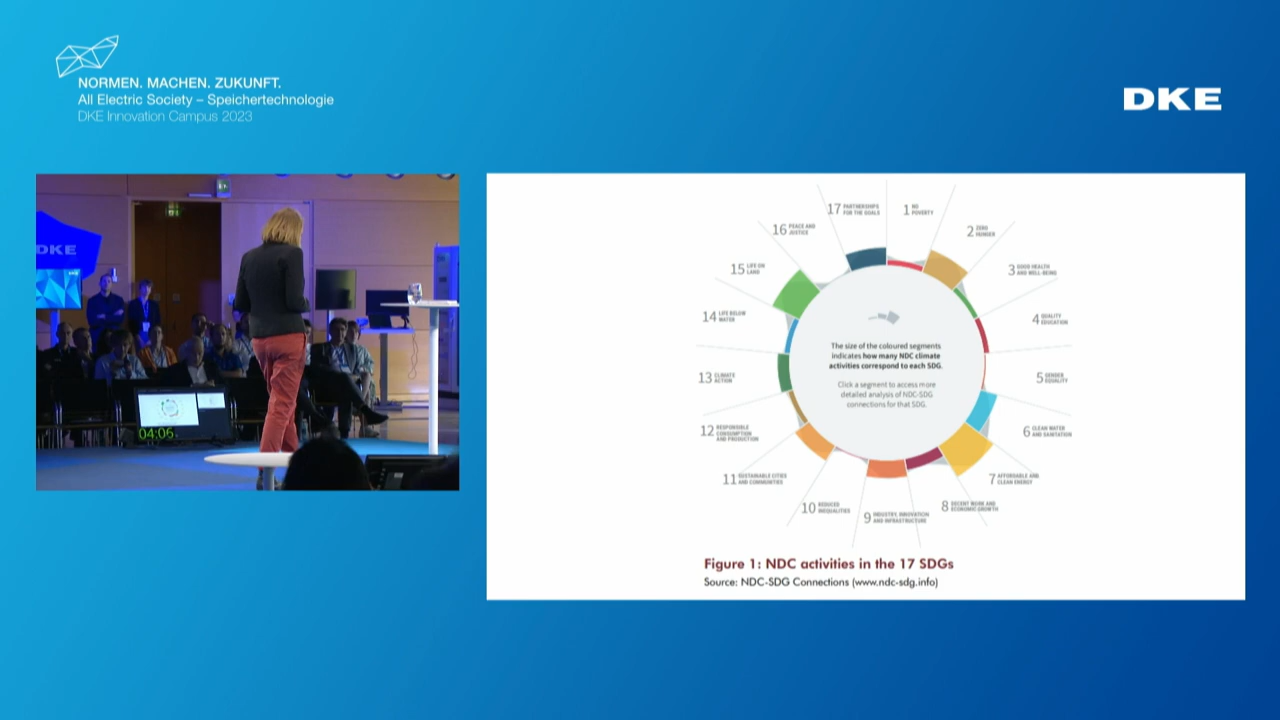 NORMEN. MACHEN. ZUKUNFT.
All Electric Society – Speichertechnologie
DKE Innovation Campus 2023
DKE
DKE
04:06
17 PARTNERSHIPS
FOR THE GOALS
1 NO
POVERTY
2 ZERO
HUNGER
3 GOOD HEALTH
AND WELL-BEING
4 QUALITY
EDUCATION
5 GENDER
EQUALITY
6 CLEAN WATER
AND SANITATION
7 AFFORDABLE AND
CLEAN ENERGY
8 DECENT WORK AND
ECONOMIC GROWTH
9 INDUSTRY, INNOVATION
AND INFRASTRUCTURE
10 REDUCED
INEQUALITIES
11 SUSTAINABLE CITIES
AND COMMUNITIES
12 RESPONSIBLE
CONSUMPTION
AND PRODUCTION
13 CLIMATE
ACTION
14 LIFE BELOW
WATER
15 LIFE ON
LAND
16 PEACE AND
JUSTICE
The size of the coloured segments
indicates how many NDC climate
activities correspond to each SDG.
Click a segment to access more
detailed analysis of NDC-SDG
connections for that SDG.
Figure 1: NDC activities in the 17 SDGs
Source: NDC-SDG Connections (www.ndc-sdg.info)